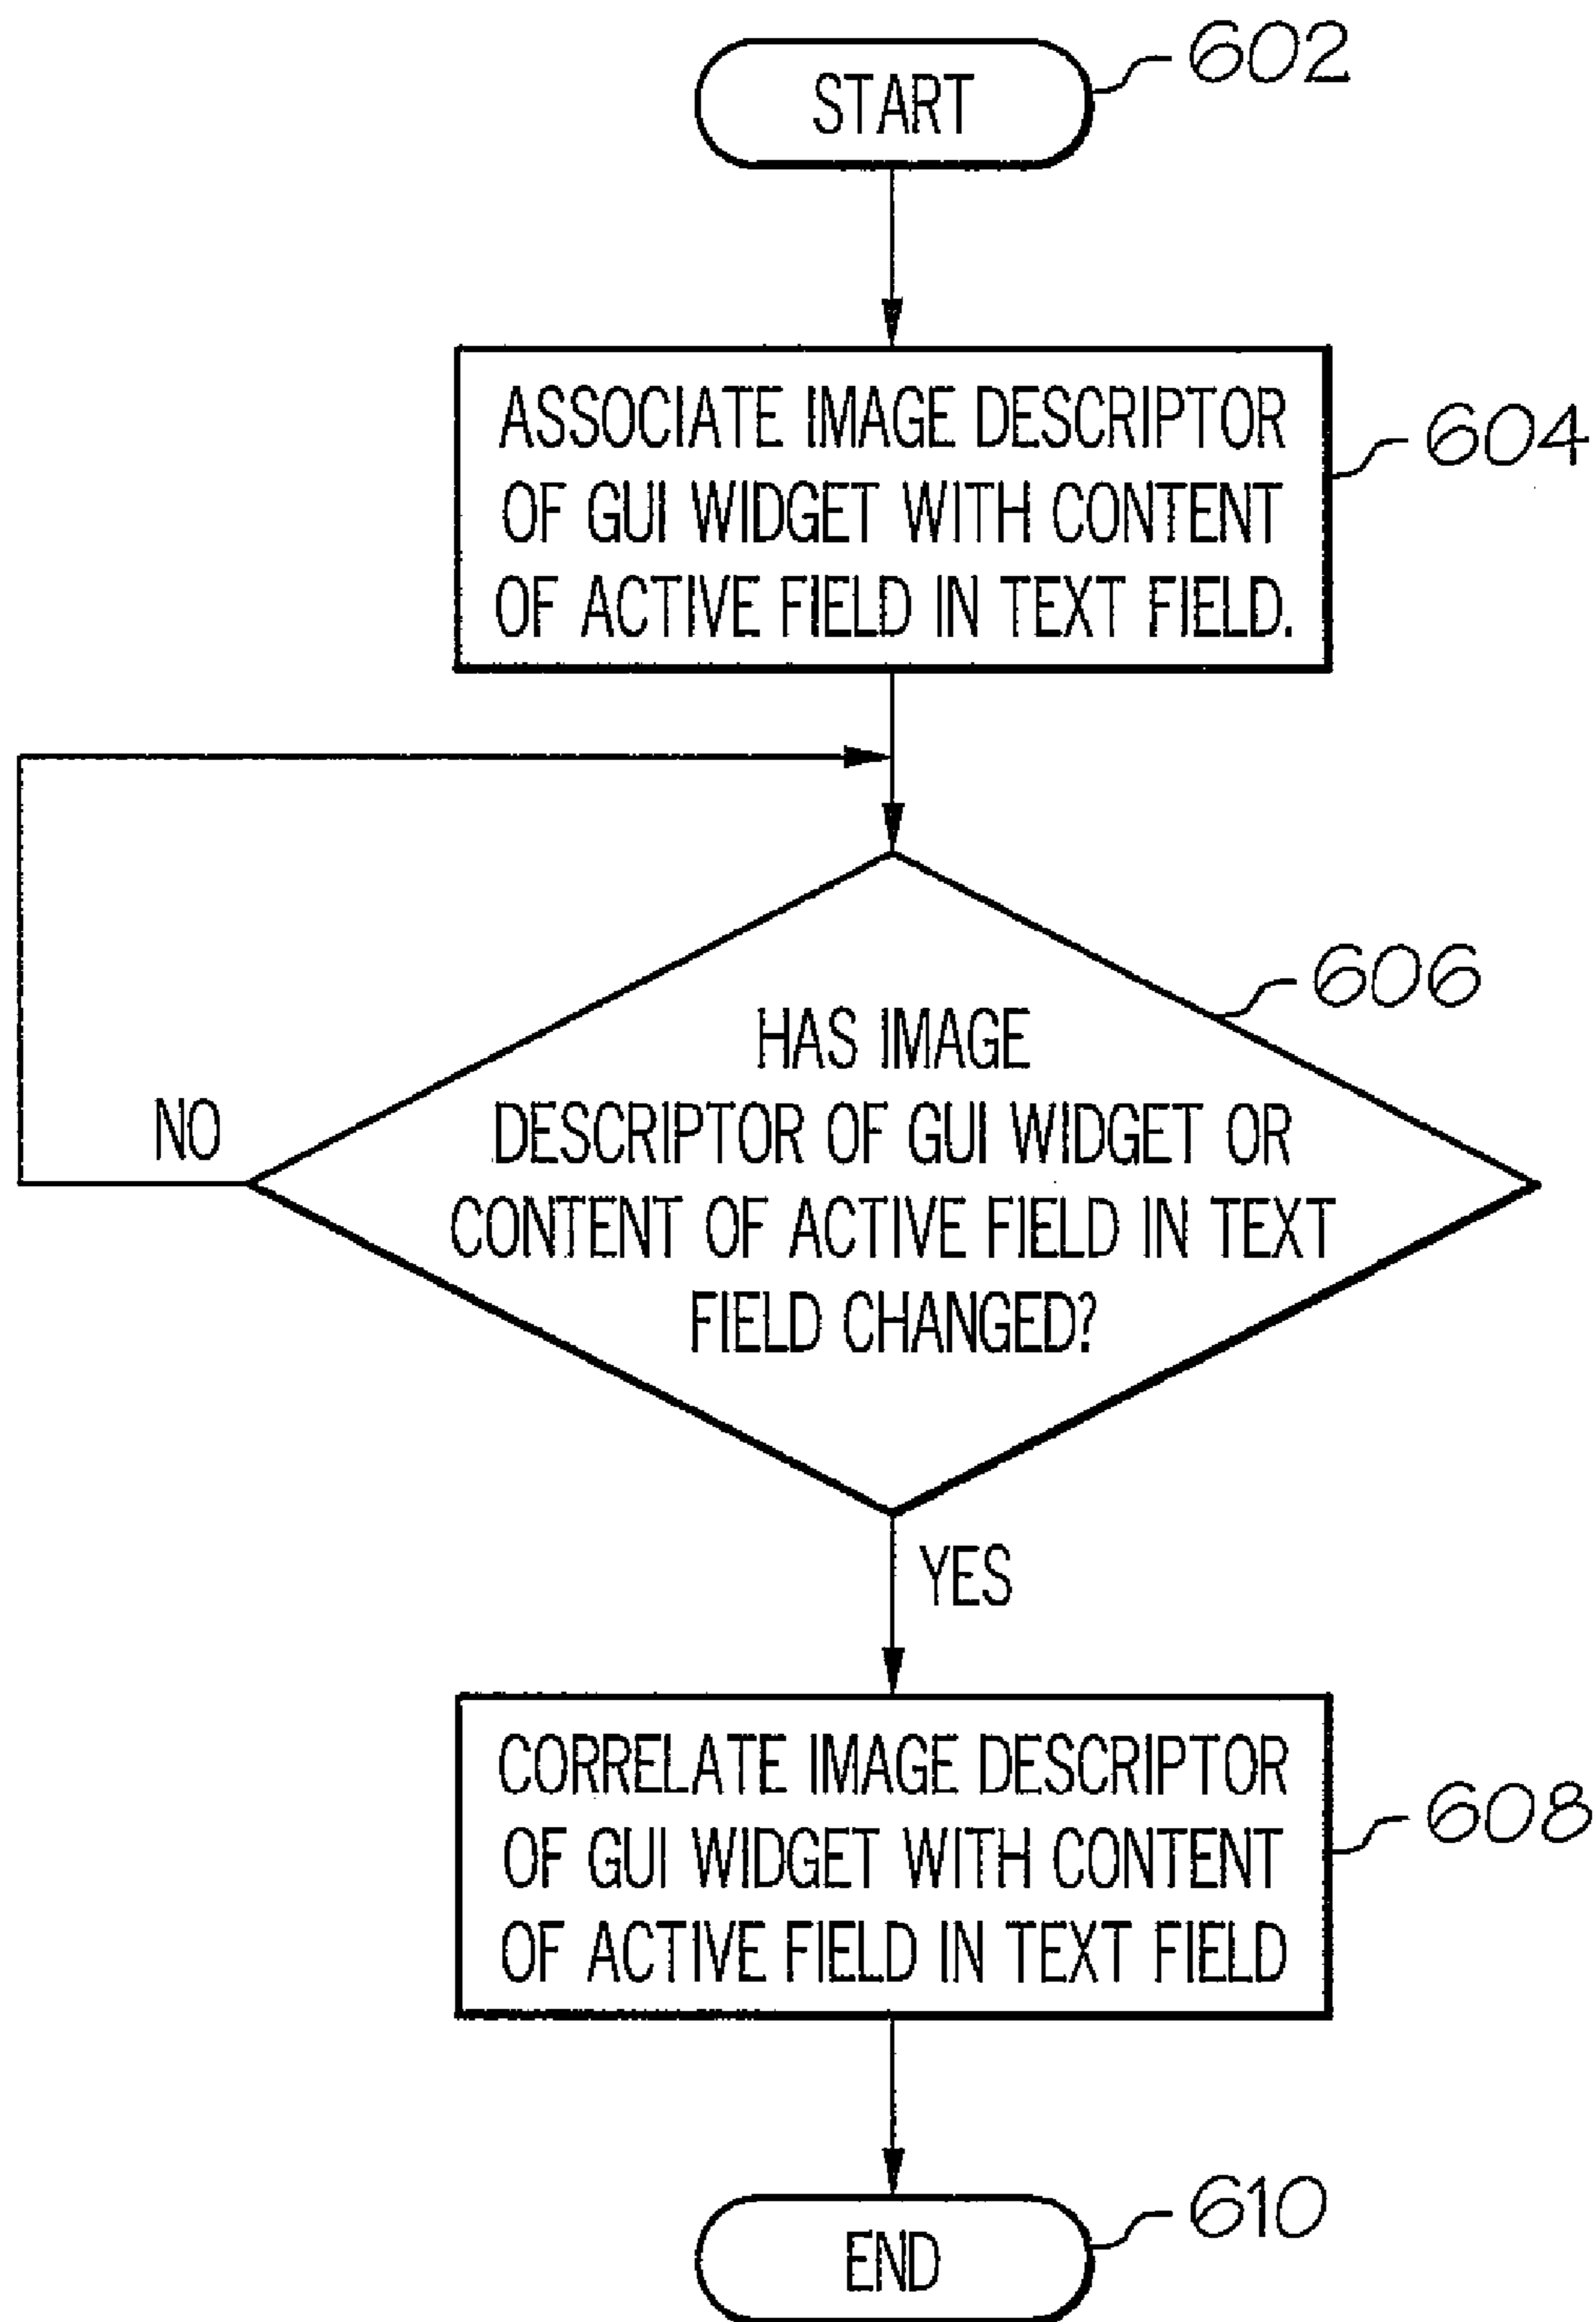 START
602
ASSOCIATE IMAGE DESCRIPTOR
OF GUI WIDGET WITH CONTENT
OF ACTIVE FIELD IN TEXT FIELD.
604
HAS IMAGE
DESCRIPTOR OF GUI WIDGET OR
CONTENT OF ACTIVE FIELD IN TEXT
FIELD CHANGED?
606
NO
YES
CORRELATE IMAGE DESCRIPTOR
OF GUI WIDGET WITH CONTENT
OF ACTIVE FIELD IN TEXT FIELD
608
END
610